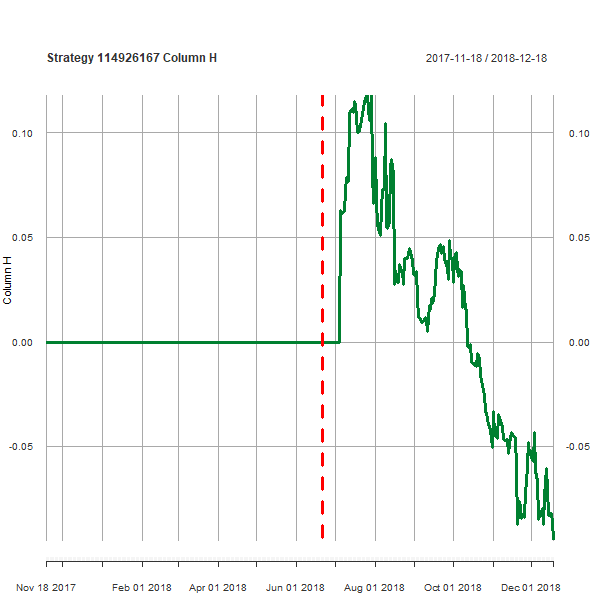 Strategy 114926167 Column H 2017-11-18 / 2018-12-18
0.10 0.10
0.05 0.05
Column H
0.00 0.00
-0.05 -0.05
Nov 18 2017 Feb 01 2018 Apr 01 2018 Jun 01 2018 Aug 01 2018 Oct 01 2018 Dec 01 2018